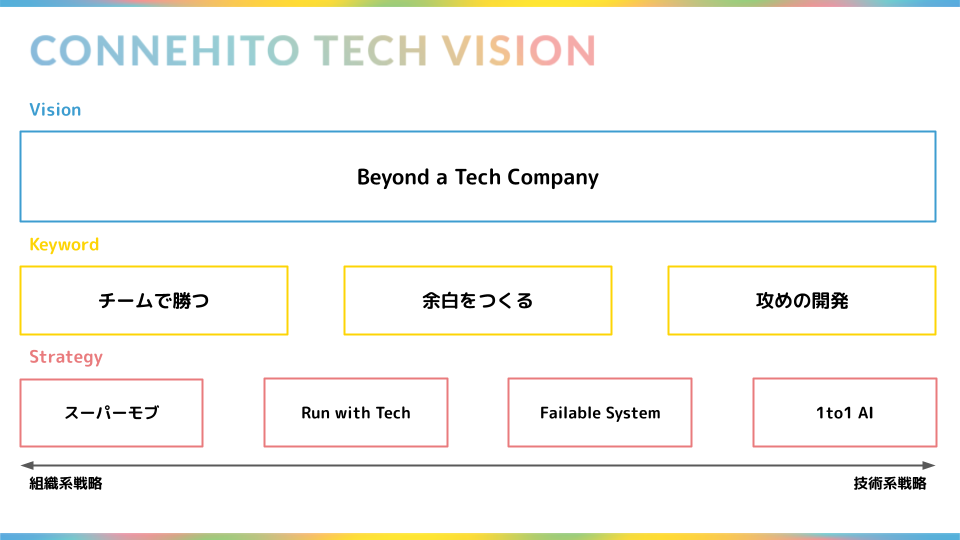 CONNEHITO TECH VISION
Vision
Beyond a Tech Company
Keyword
チームで勝つ
余白をつくる
攻めの開発
Strategy
スーパーモブ
Run with Tech
Failable System
1to1 AI
組織系戦略
技術系戦略